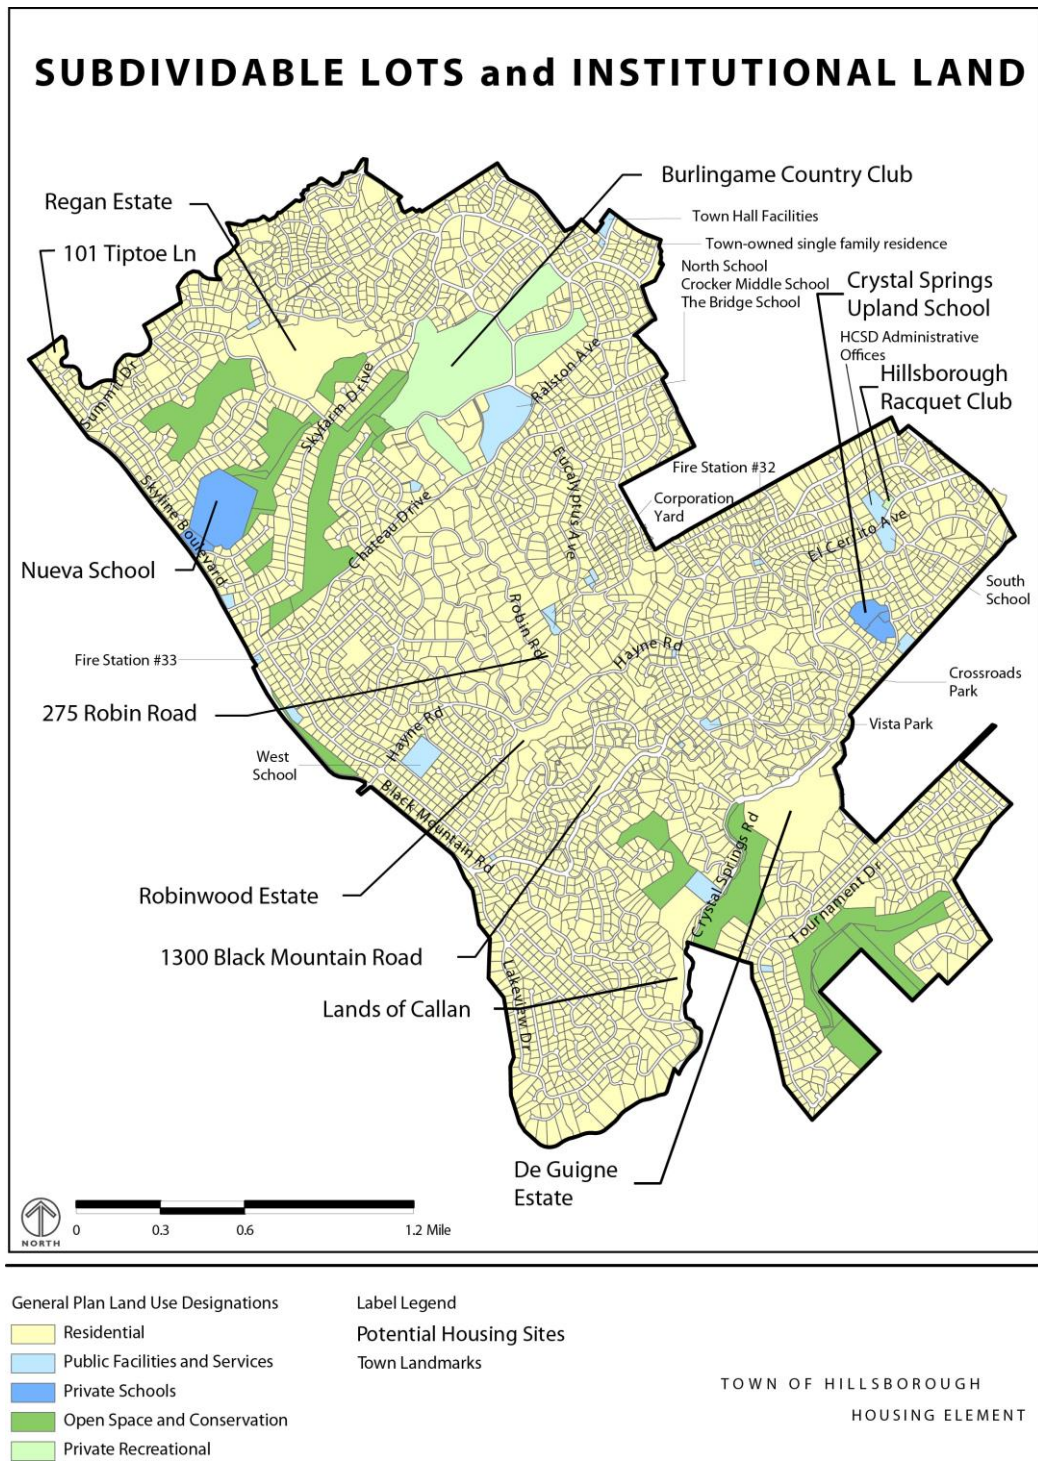 SUBDIVIDABLE LOTS and INSTITUTIONAL LAND
Burlingame Country Club
Regan Estate
Town Hall Facilities
101 Tiptoe Ln
Town-owned single family residence
North School
Crocker Middle School
The Bridge School
Crystal Springs
Upland School
HCSD Administrative
Offices
Hillsborough
Racquet Club
Summit Dr
Skyfarm Drive
Ralston Ave
Eucalyptus Ave
Fire Station #32
Corporation
Yard
Skyline Boulevard
Chateau Drive
El Cerrito Ave
Nueva School
South
School
Robin Rd
Hayne Rd
Fire Station #33
Crossroads
Park
275 Robin Road
Hayne Rd
Vista Park
West
School
Black Mountain Rd
Crystal Springs Rd
Tournament Dr
Robinwood Estate
1300 Black Mountain Road
Lakeview Dr
Lands of Callan
De Guigne
Estate
NORTH
0 0.3 0.6 1.2 Mile
General Plan Land Use Designations
Residential
Public Facilities and Services
Private Schools
Open Space and Conservation
Private Recreational
Label Legend
Potential Housing Sites
Town Landmarks
TOWN OF HILLSBOROUGH
HOUSING ELEMENT